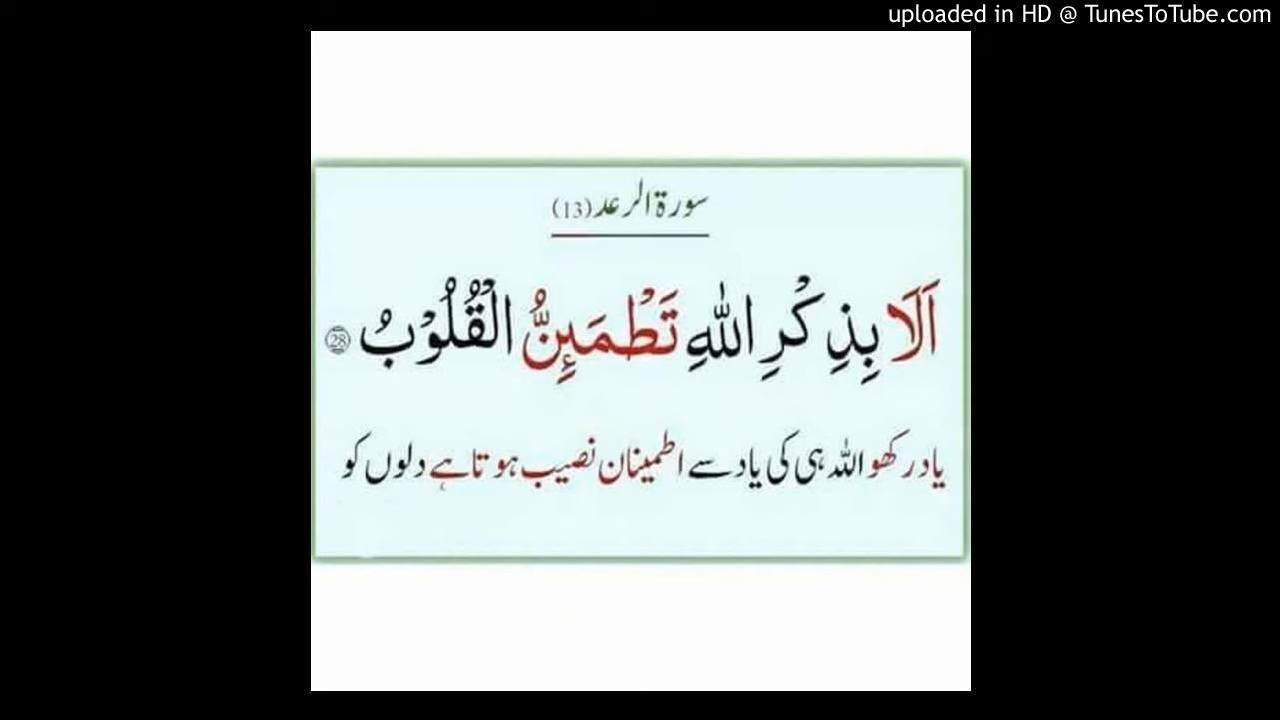 uploaded in HD @ TunesToTube.com
سورة الرعد (13)
اَلَا بِذِكْرِ اللّٰهِ تَطْمَىِٕنُّ الْقُلُوْبُ ۝28
یاد رکھو اللہ ہی کی یاد سے اطمینان نصیب ہوتا ہے دلوں کو